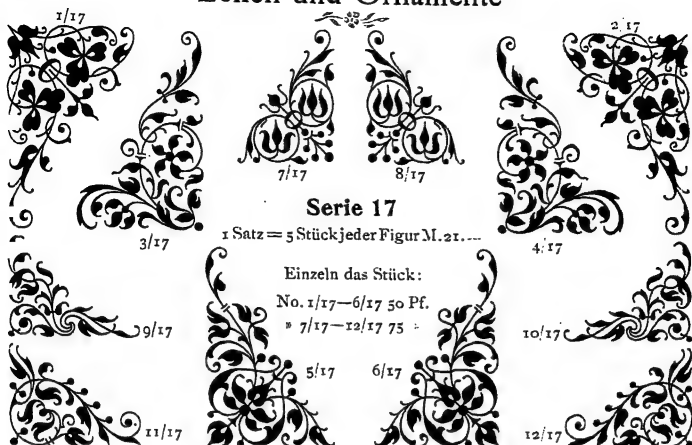 und Ornamente
1/17
2/17
7/17
8/17
Serie 17
1 Satz = 5 Stück jeder Figur M. 21.—
3/17
4/17
Einzeln das Stück:
No. 1/17—6/17 50 Pf.
» 7/17—12/17 75 :
9/17
10/17
5/17
6/17
11/17
12/17